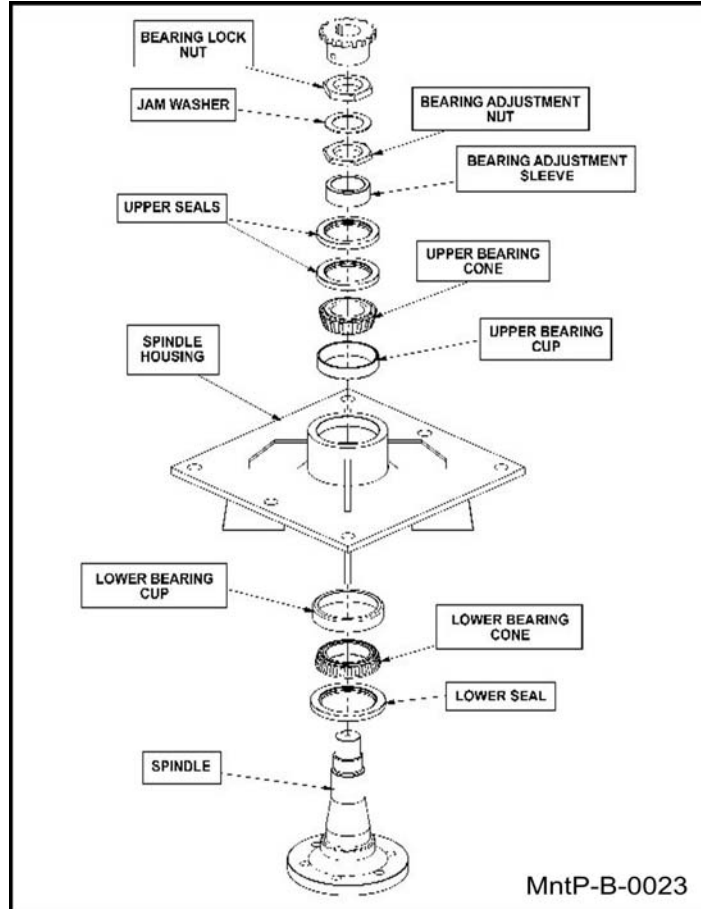 BEARING LOCK
NUT
JAM WASHER
BEARING ADJUSTMENT
NUT
BEARING ADJUSTMENT
SLEEVE
UPPER SEALS
UPPER BEARING
CONE
UPPER BEARING
CUP
SPINDLE
HOUSING
LOWER BEARING
CUP
LOWER BEARING
CONE
LOWER SEAL
SPINDLE
MntP-B-0023